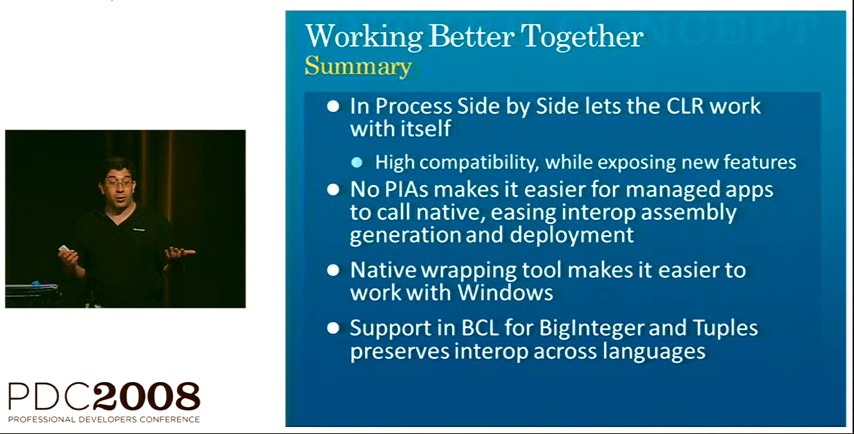 Working Better Together
Summary
In Process Side by Side lets the CLR work
with itself
High compatibility, while exposing new features
No PIAs makes it easier for managed apps
to call native, easing interop assembly
generation and deployment
Native wrapping tool makes it easier to
work with Windows
Support in BCL for BigInteger and Tuples
preserves interop across languages
PDC2008
PROFESSIONAL DEVELOPERS CONFERENCE